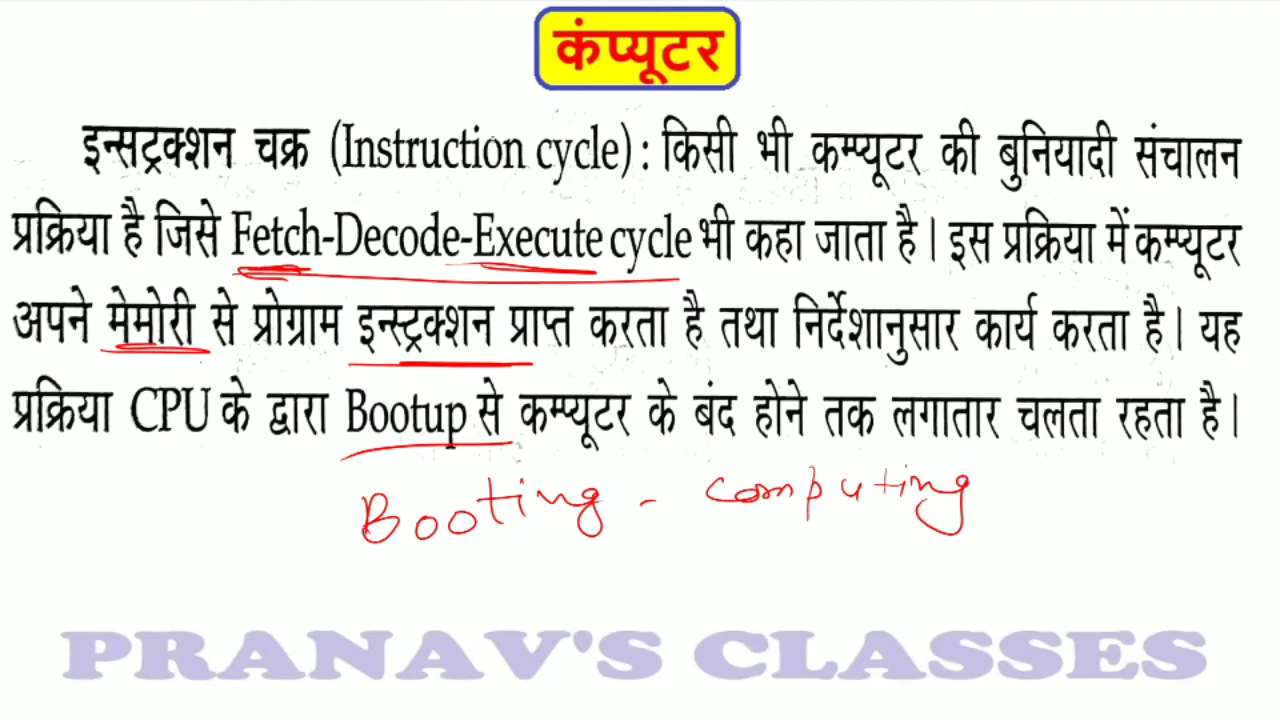 कंप्यूटर
इन्सट्रक्शन चक्र (Instruction cycle) : किसी भी कम्प्यूटर की बुनियादी संचालन
प्रक्रिया है जिसे Fetch-Decode-Execute cycle भी कहा जाता है। इस प्रक्रिया में कम्प्यूटर
अपने मेमोरी से प्रोग्राम इन्स्ट्रक्शन प्राप्त करता है तथा निर्देशानुसार कार्य करता है। यह
प्रक्रिया CPU के द्वारा Bootup से कम्प्यूटर के बंद होने तक लगातार चलता रहता है।
Booting - computing
PRANAV'S CLASSES